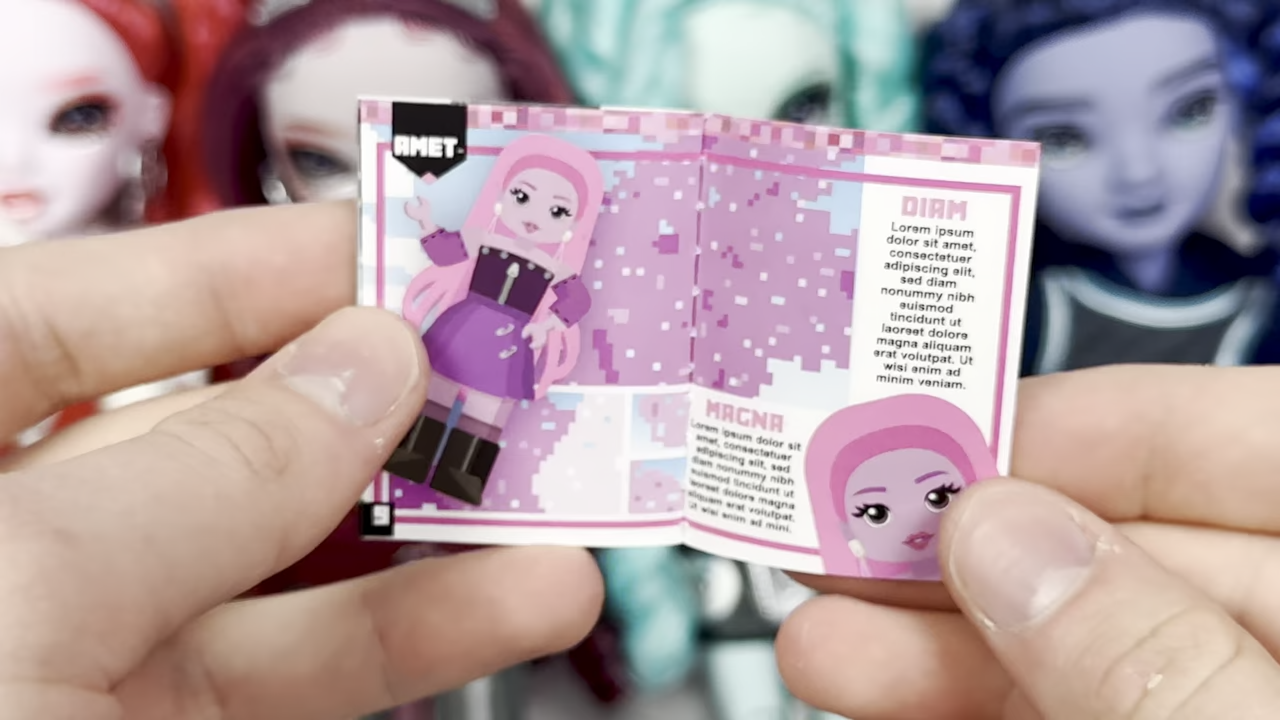 AMET-
DIAM
Lorem ipsum
dolor sit amet,
consectetuer
adipiscing elit,
sed diam
nonummy nibh
euismod
tincidunt ut
laoreet dolore
magna aliquam
erat volutpat. Ut
wisi enim ad
minim veniam.
MAGNA
Lorem ipsum dolor sit
amet, consectetuer
adipiscing elit, sed
diam nonummy nibh
euismod tincidunt ut
laoreet dolore magna
aliquam erat volutpat.
Ut wisi enim ad mini.